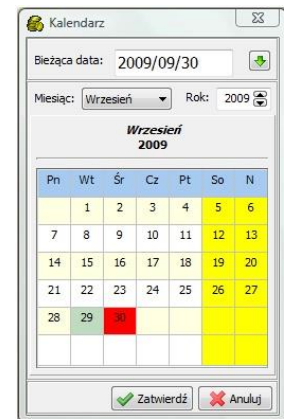 Kalendarz
Bieżąca data: 2009/09/30
Miesiąc: Wrzesień Rok: 2009
Wrzesień
2009
Pn Wt Śr Cz Pt So N
1 2 3 4 5 6
7 8 9 10 11 12 13
14 15 16 17 18 19 20
21 22 23 24 25 26 27
28 29 30
Zatwierdź Anuluj